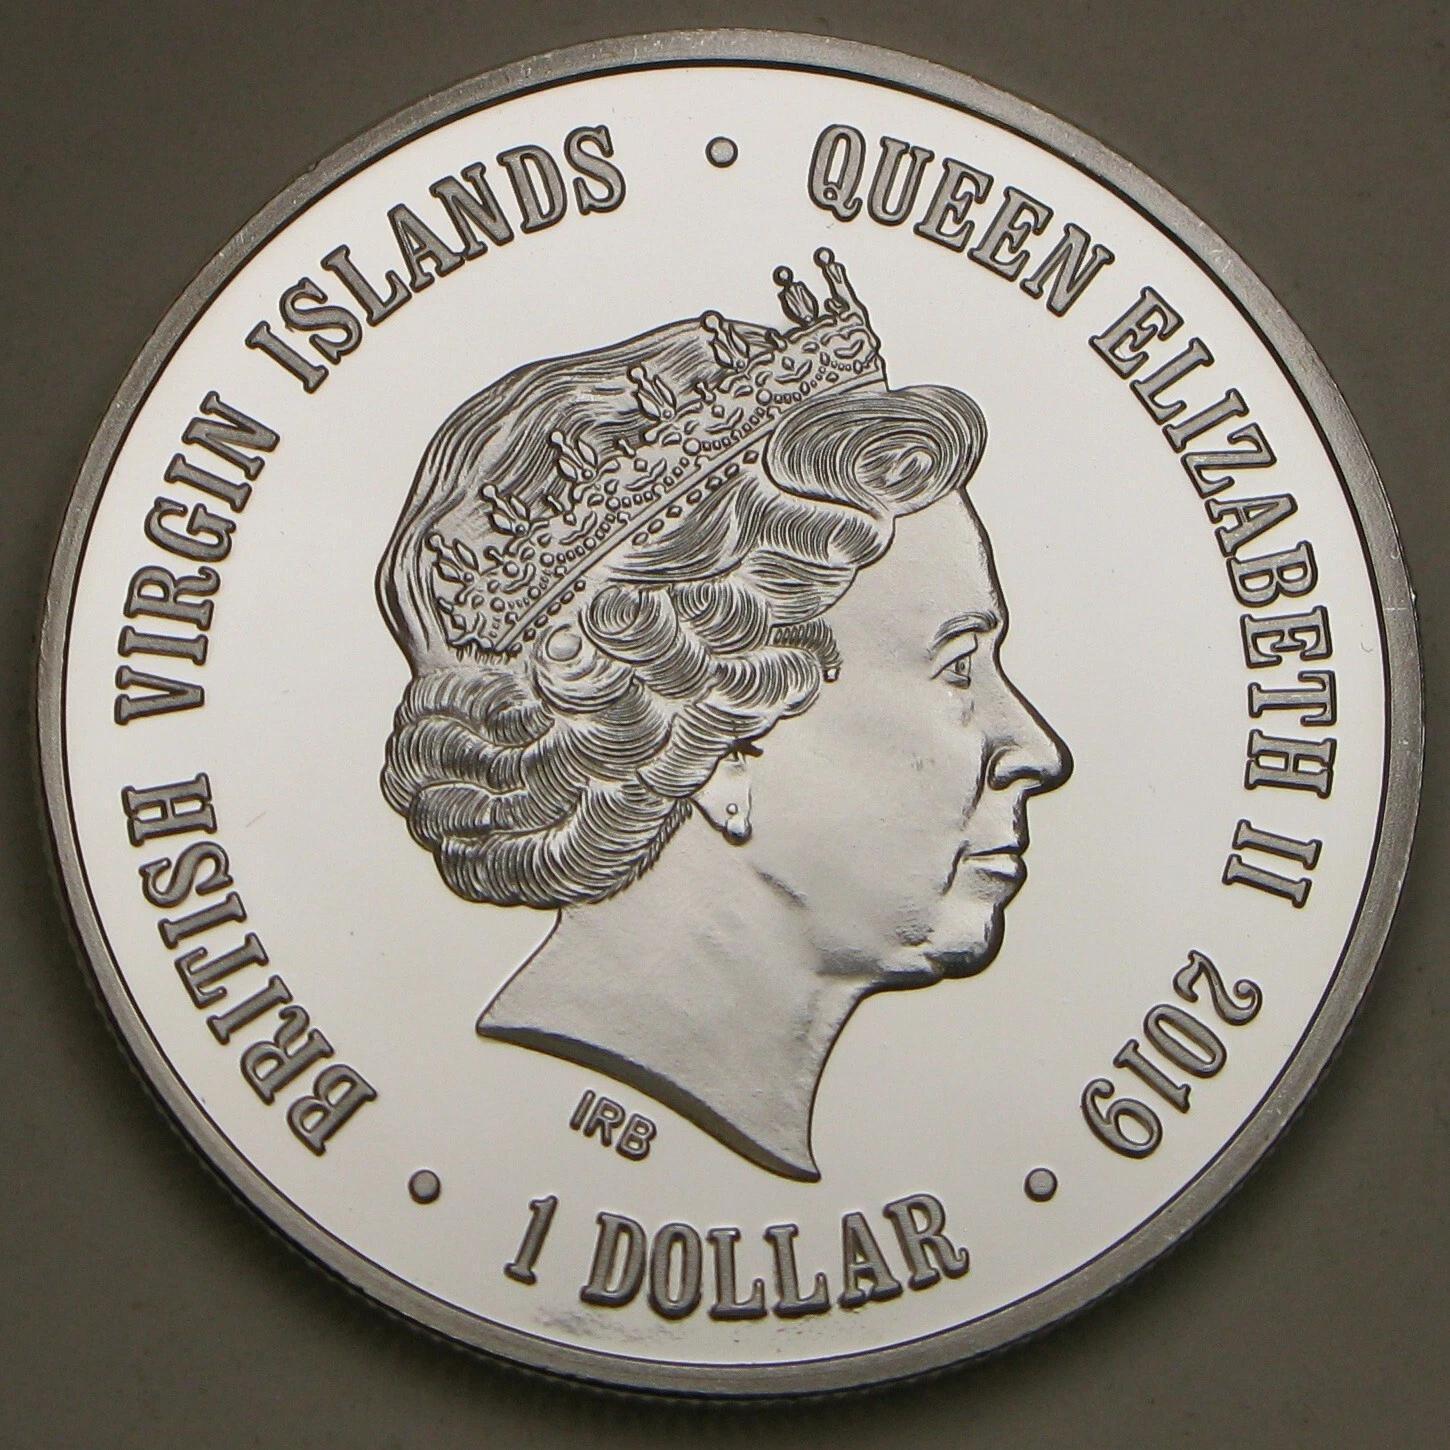 BRITISH VIRGIN ISLANDS • QUEEN ELIZABETH II 2019
IRB
• 1 DOLLAR •